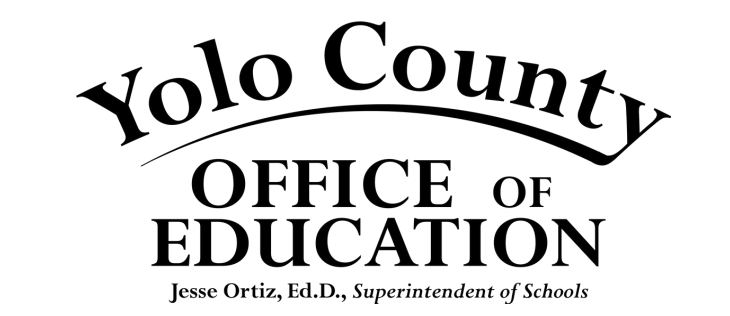 Yolo County
OFFICE OF
EDUCATION
Jesse Ortiz, Ed.D., Superintendent of Schools